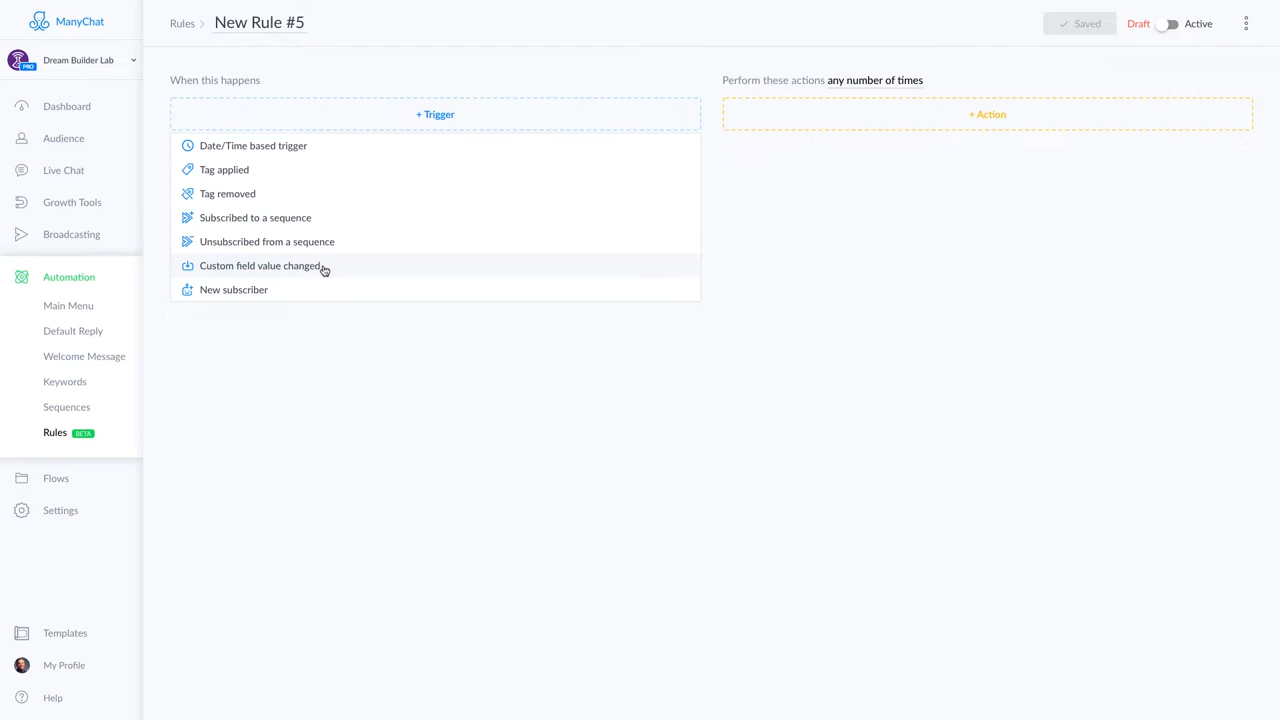 ManyChat
Rules
New Rule #5
Saved
Draft
Active
PRO
Dream Builder Lab
When this happens
Perform these actions any number of times
Dashboard
+ Trigger
+ Action
Audience
Date/Time based trigger
Live Chat
Tag applied
Tag removed
Growth Tools
Subscribed to a sequence
Broadcasting
Unsubscribed from a sequence
Automation
Custom field value changed
New subscriber
Main Menu
Default Reply
Welcome Message
Keywords
Sequences
Rules BETA
Flows
Settings
Templates
My Profile
Help